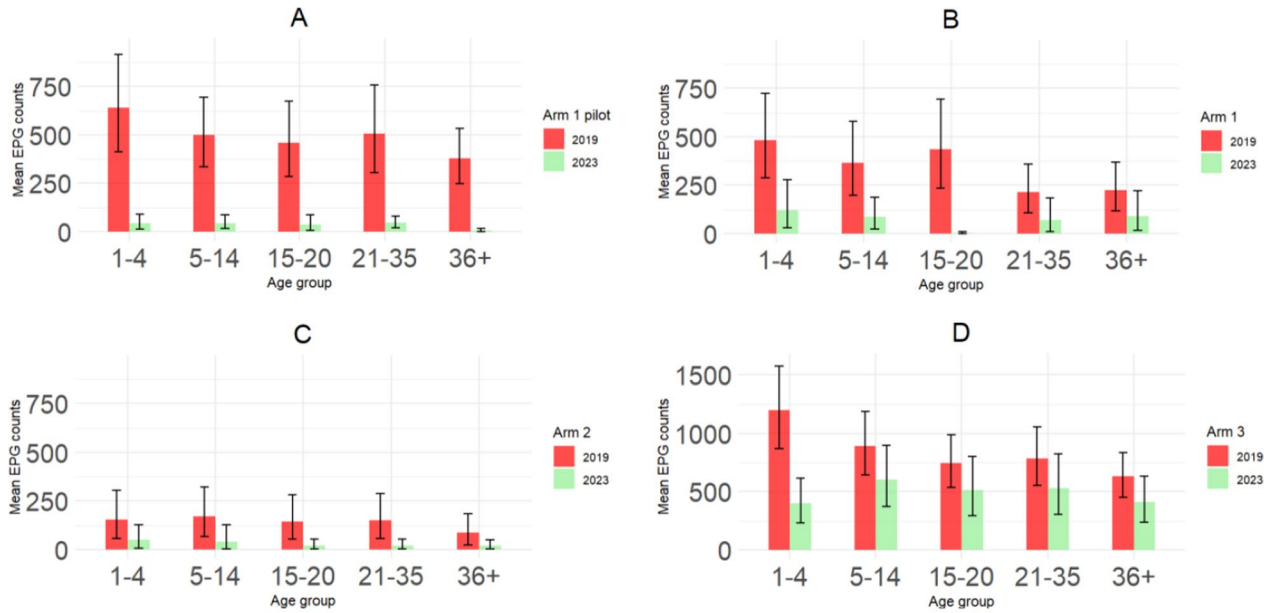 A
Mean EPG counts
750
500
250
0
1-4 5-14 15-20 21-35 36+
Age group
Arm 1 pilot
2019
2023
B
Mean EPG counts
750
500
250
0
1-4 5-14 15-20 21-35 36+
Age group
Arm 1
2019
2023
C
Mean EPG counts
750
500
250
0
1-4 5-14 15-20 21-35 36+
Age group
Arm 2
2019
2023
D
Mean EPG counts
1500
1000
500
0
1-4 5-14 15-20 21-35 36+
Age group
Arm 3
2019
2023